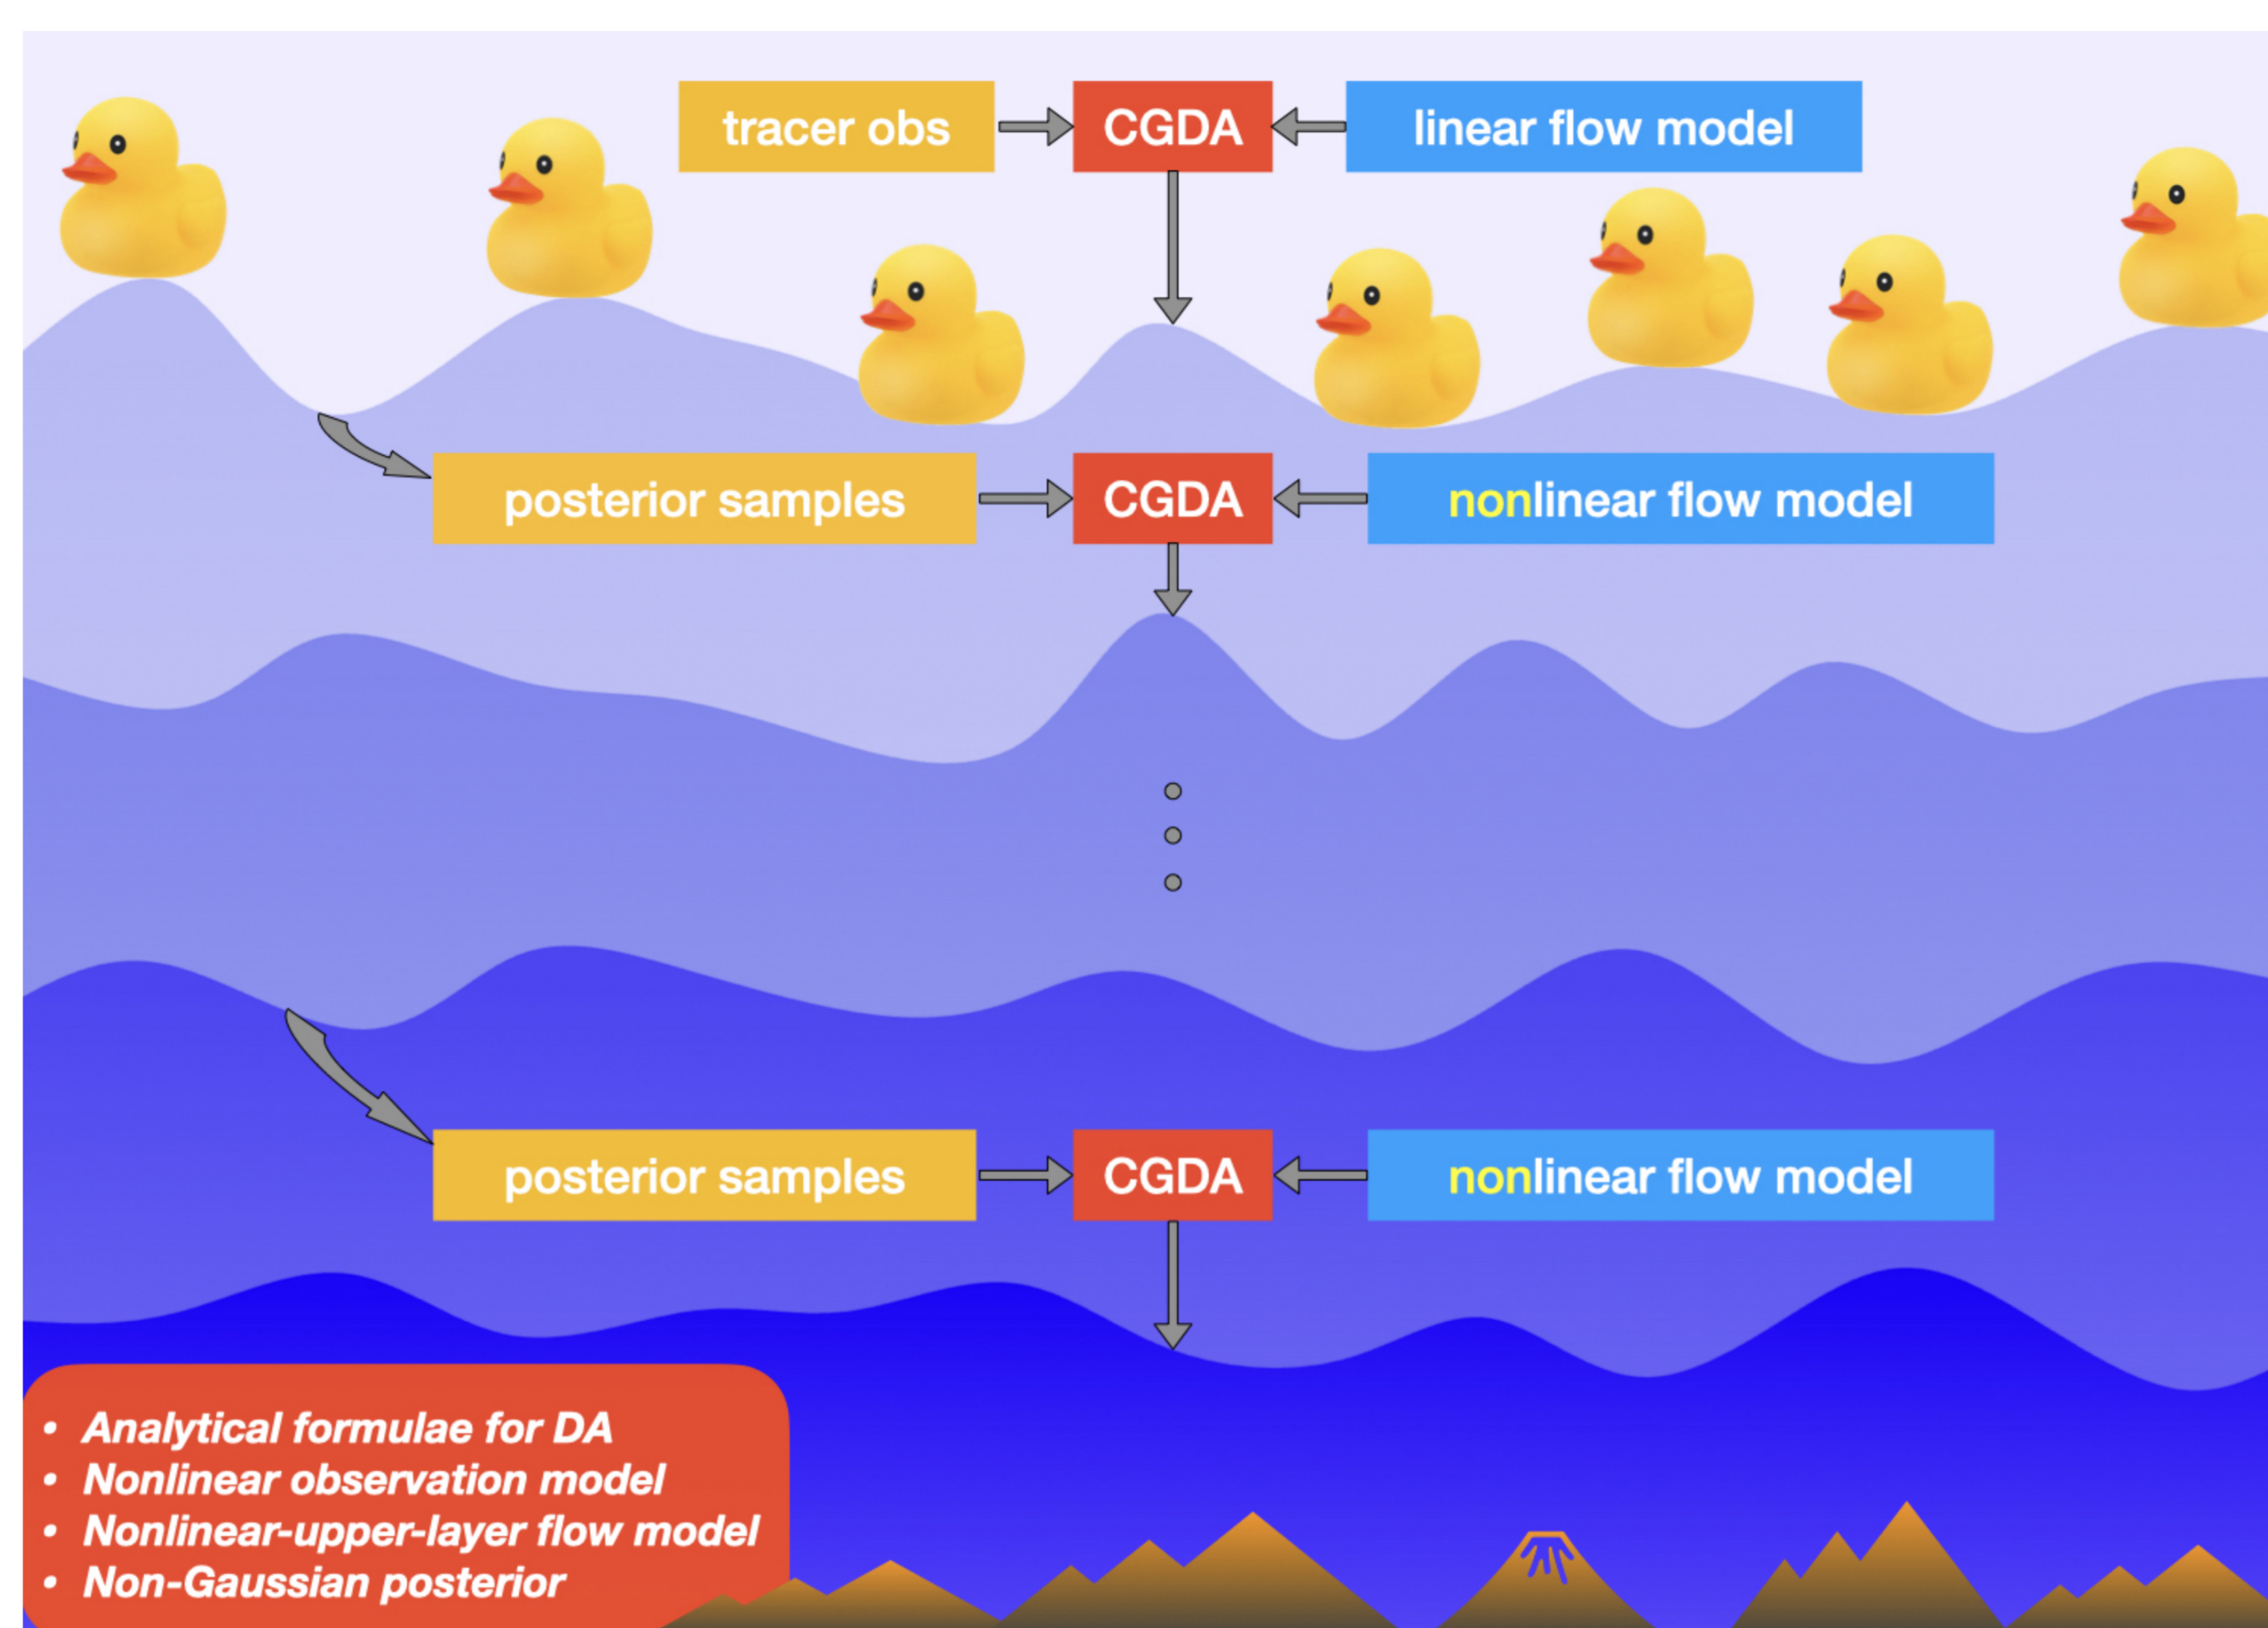 tracer obs
CGDA
linear flow model
posterior samples
CGDA
nonlinear flow model
posterior samples
CGDA
nonlinear flow model
• Analytical formulae for DA
• Nonlinear observation model
• Nonlinear-upper-layer flow model
• Non-Gaussian posterior